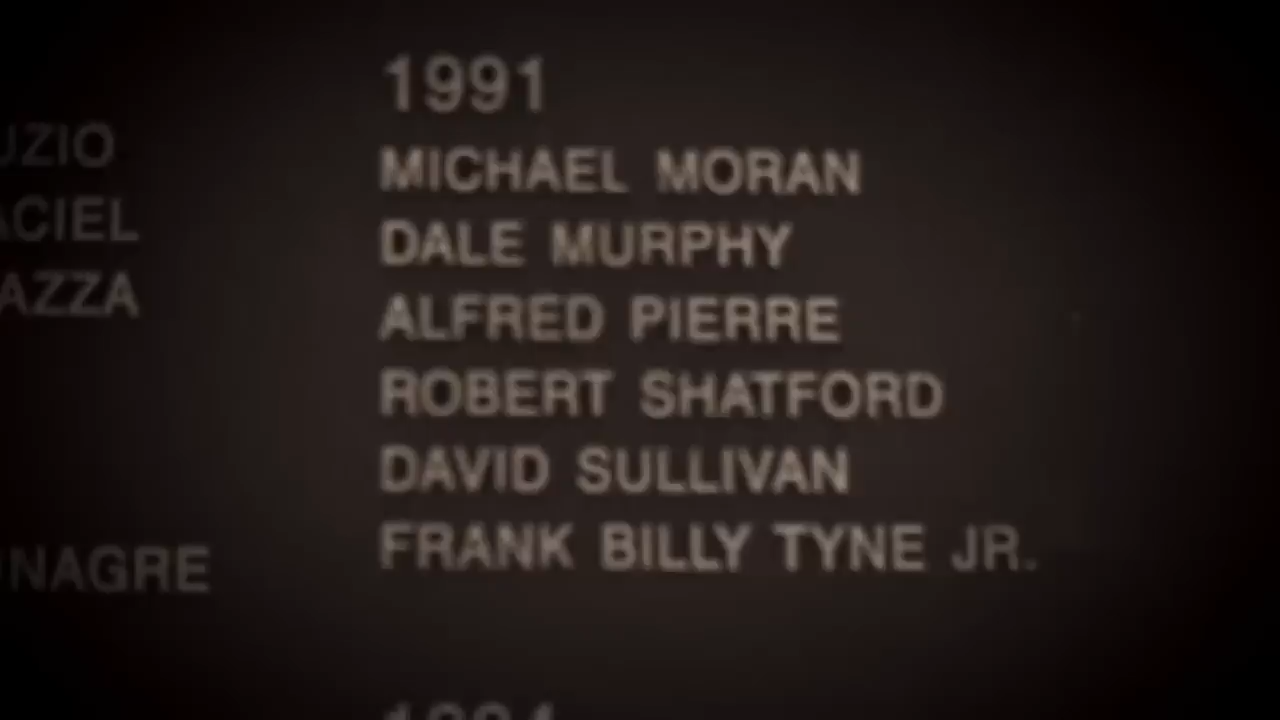 1991
MICHAEL MORAN
DALE MURPHY
ALFRED PIERRE
ROBERT SHATFORD
DAVID SULLIVAN
FRANK BILLY TYNE JR.